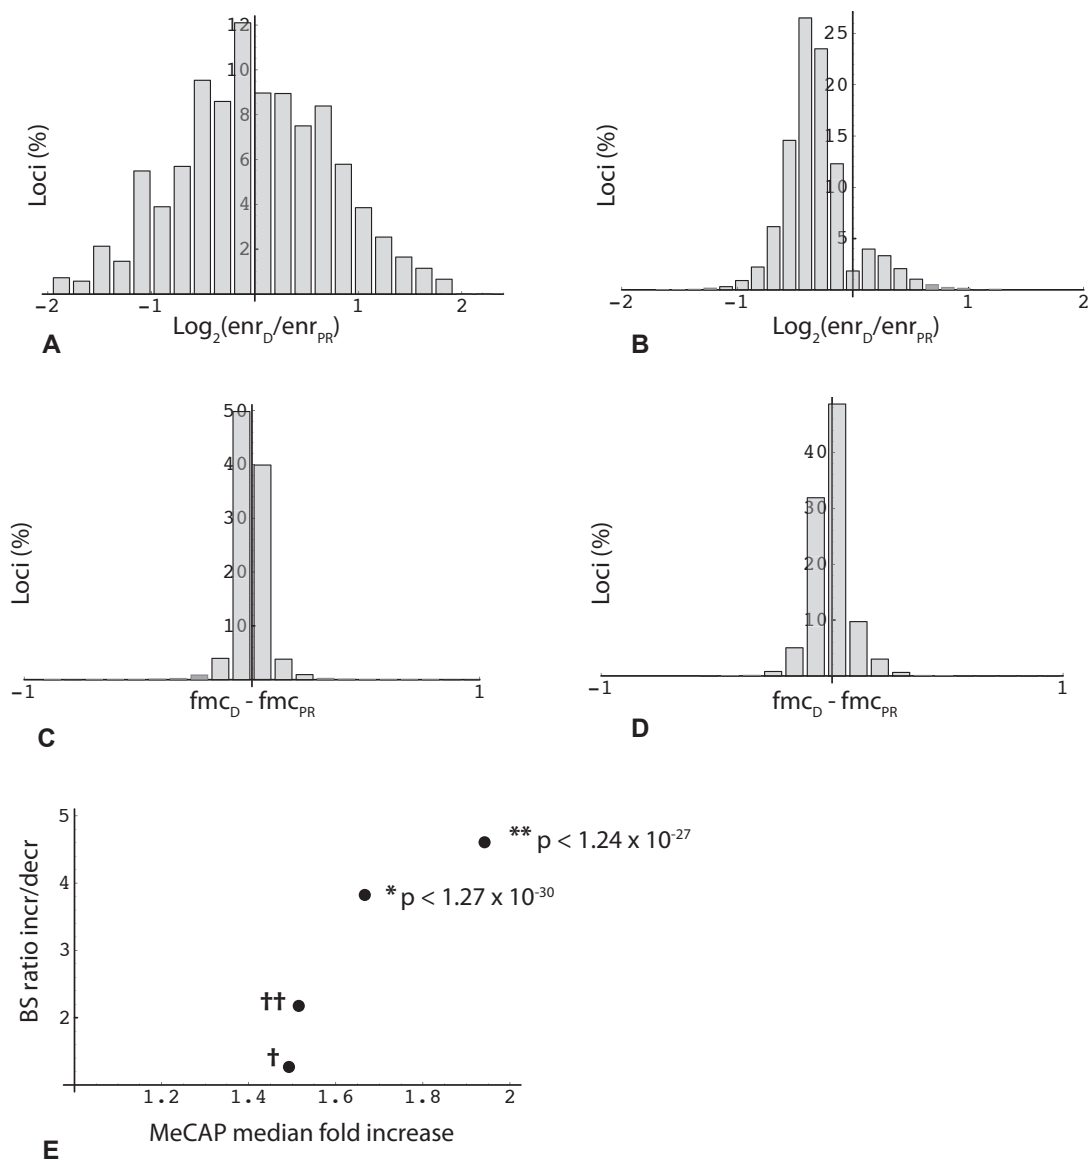 12
10
8
6
4
2
Loci (%)
-2 -1 1 2
Log2(enrD/enrPR)
A
25
20
15
10
5
Loci (%)
-2 -1 1 2
Log2(enrD/enrPR)
B
50
40
30
20
10
Loci (%)
-1 1
fmcD - fmcPR
C
40
30
20
10
Loci (%)
-1 1
fmcD - fmcPR
D
5
4
3
2
BS ratio incr/decr
** p < 1.24 x 10-27
* p < 1.27 x 10-30
††
†
1.2 1.4 1.6 1.8 2
MeCAP median fold increase
E